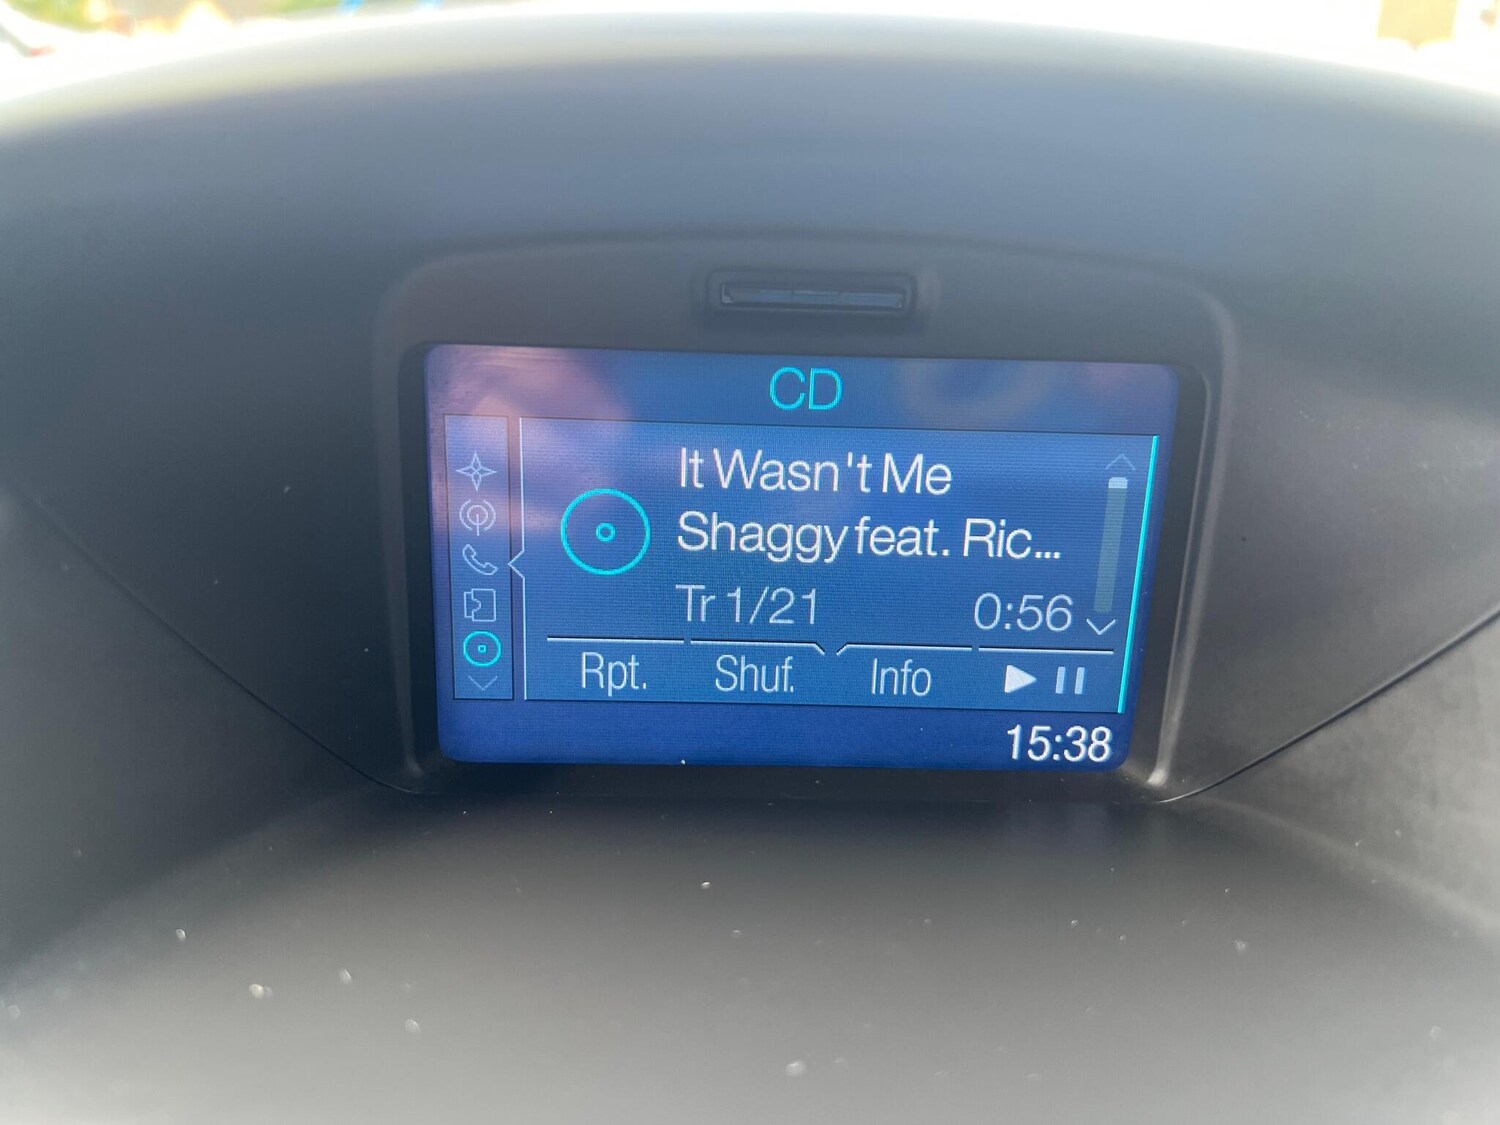 CD
It Wasn't Me
Shaggy feat. Ric...
Tr 1/21 0:56
Rpt. Shuf. Info
15:38